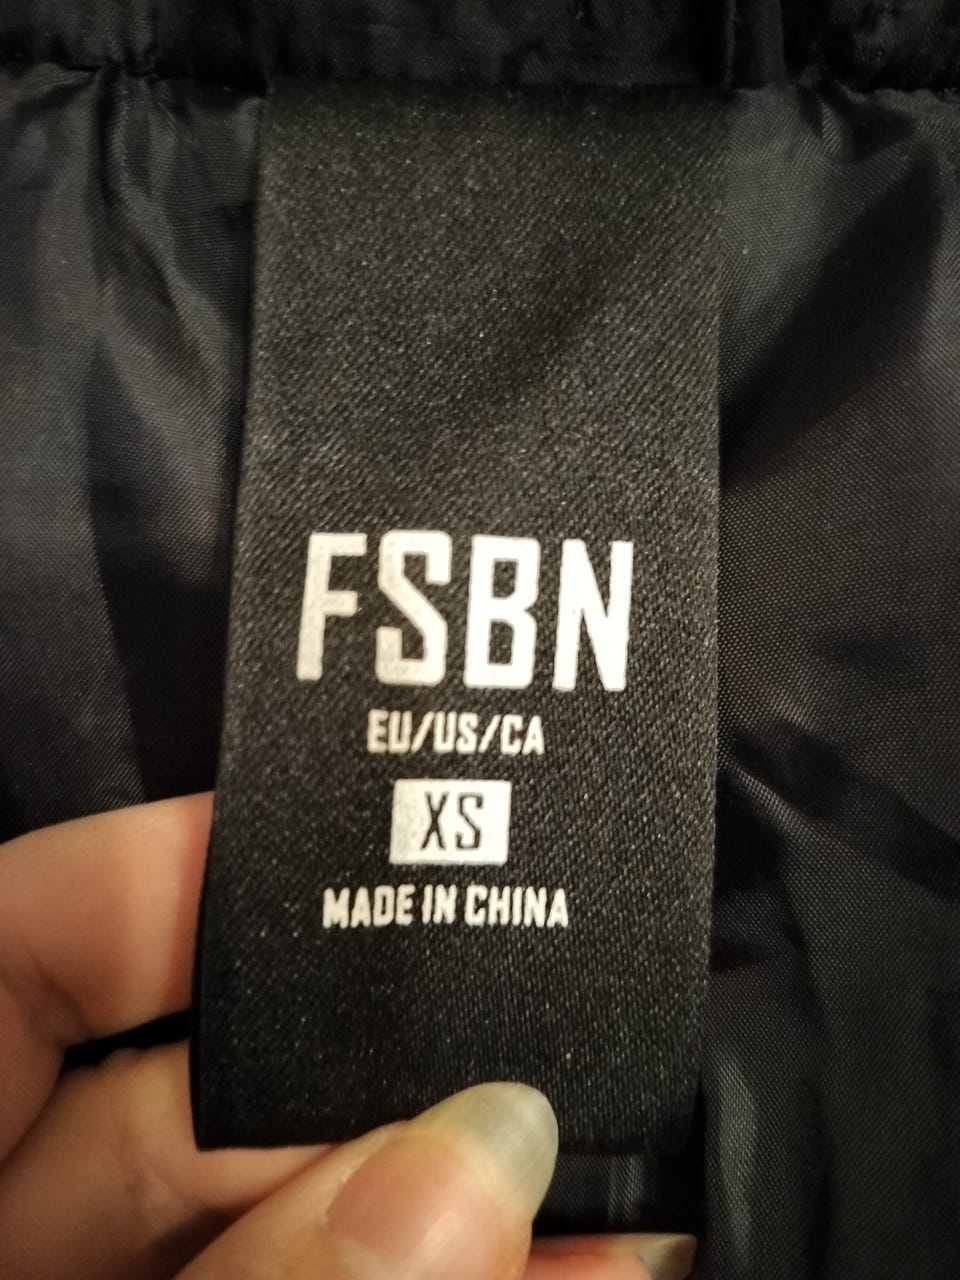 FSBN
EU/US/CA
XS
MADE IN CHINA